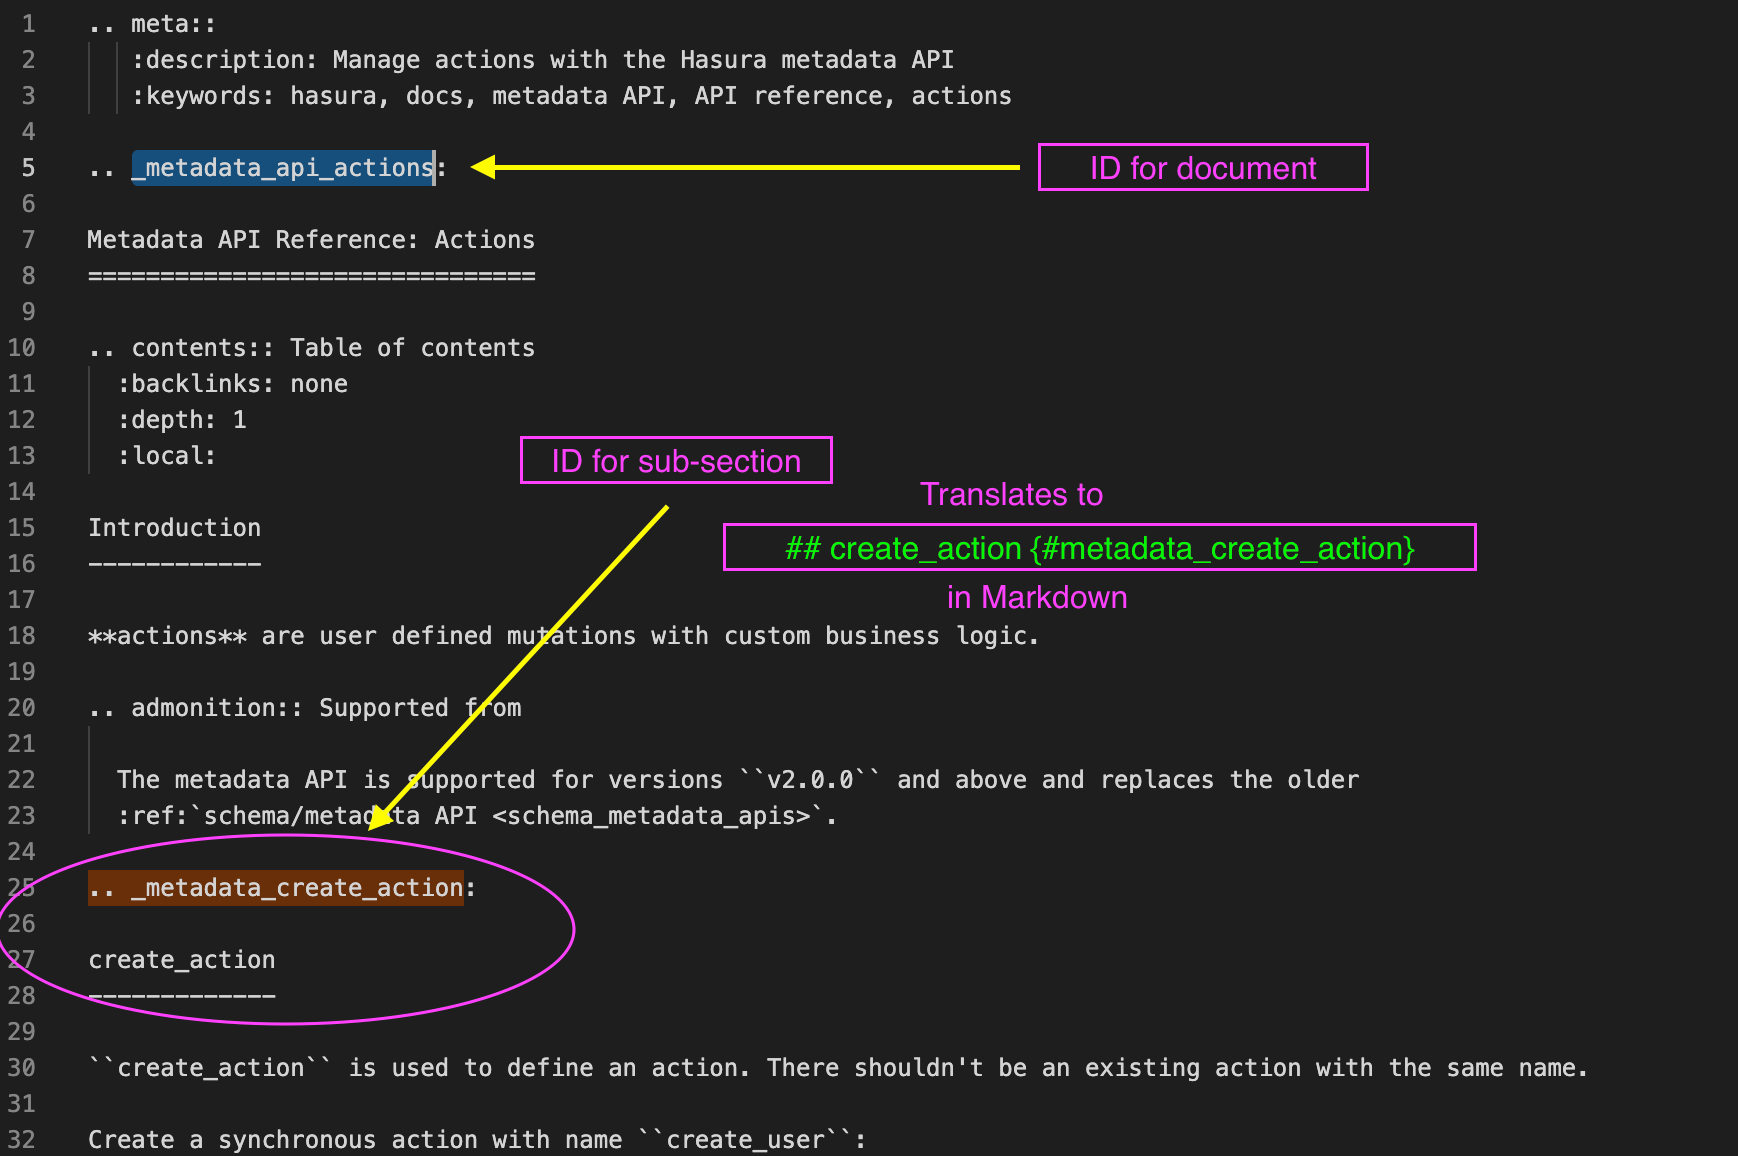 1 .. meta::
2 :description: Manage actions with the Hasura metadata API
3 :keywords: hasura, docs, metadata API, API reference, actions
4
5 .. _metadata_api_actions: ID for document
6
7 Metadata API Reference: Actions
8 ===============================
9
10 .. contents:: Table of contents
11 :backlinks: none
12 :depth: 1
13 :local: ID for sub-section
14 Translates to
15 Introduction
## create_action {#metadata_create_action}
16 ------------
17 in Markdown
18 **actions** are user defined mutations with custom business logic.
19
20 .. admonition:: Supported from
21
22 The metadata API is supported for versions ``v2.0.0`` and above and replaces the older
23 :ref:`schema/metadata API <schema_metadata_apis>`.
24
25 .. _metadata_create_action:
26
27 create_action
28 -------------
29
30 ``create_action`` is used to define an action. There shouldn't be an existing action with the same name.
31
32 Create a synchronous action with name ``create_user``: